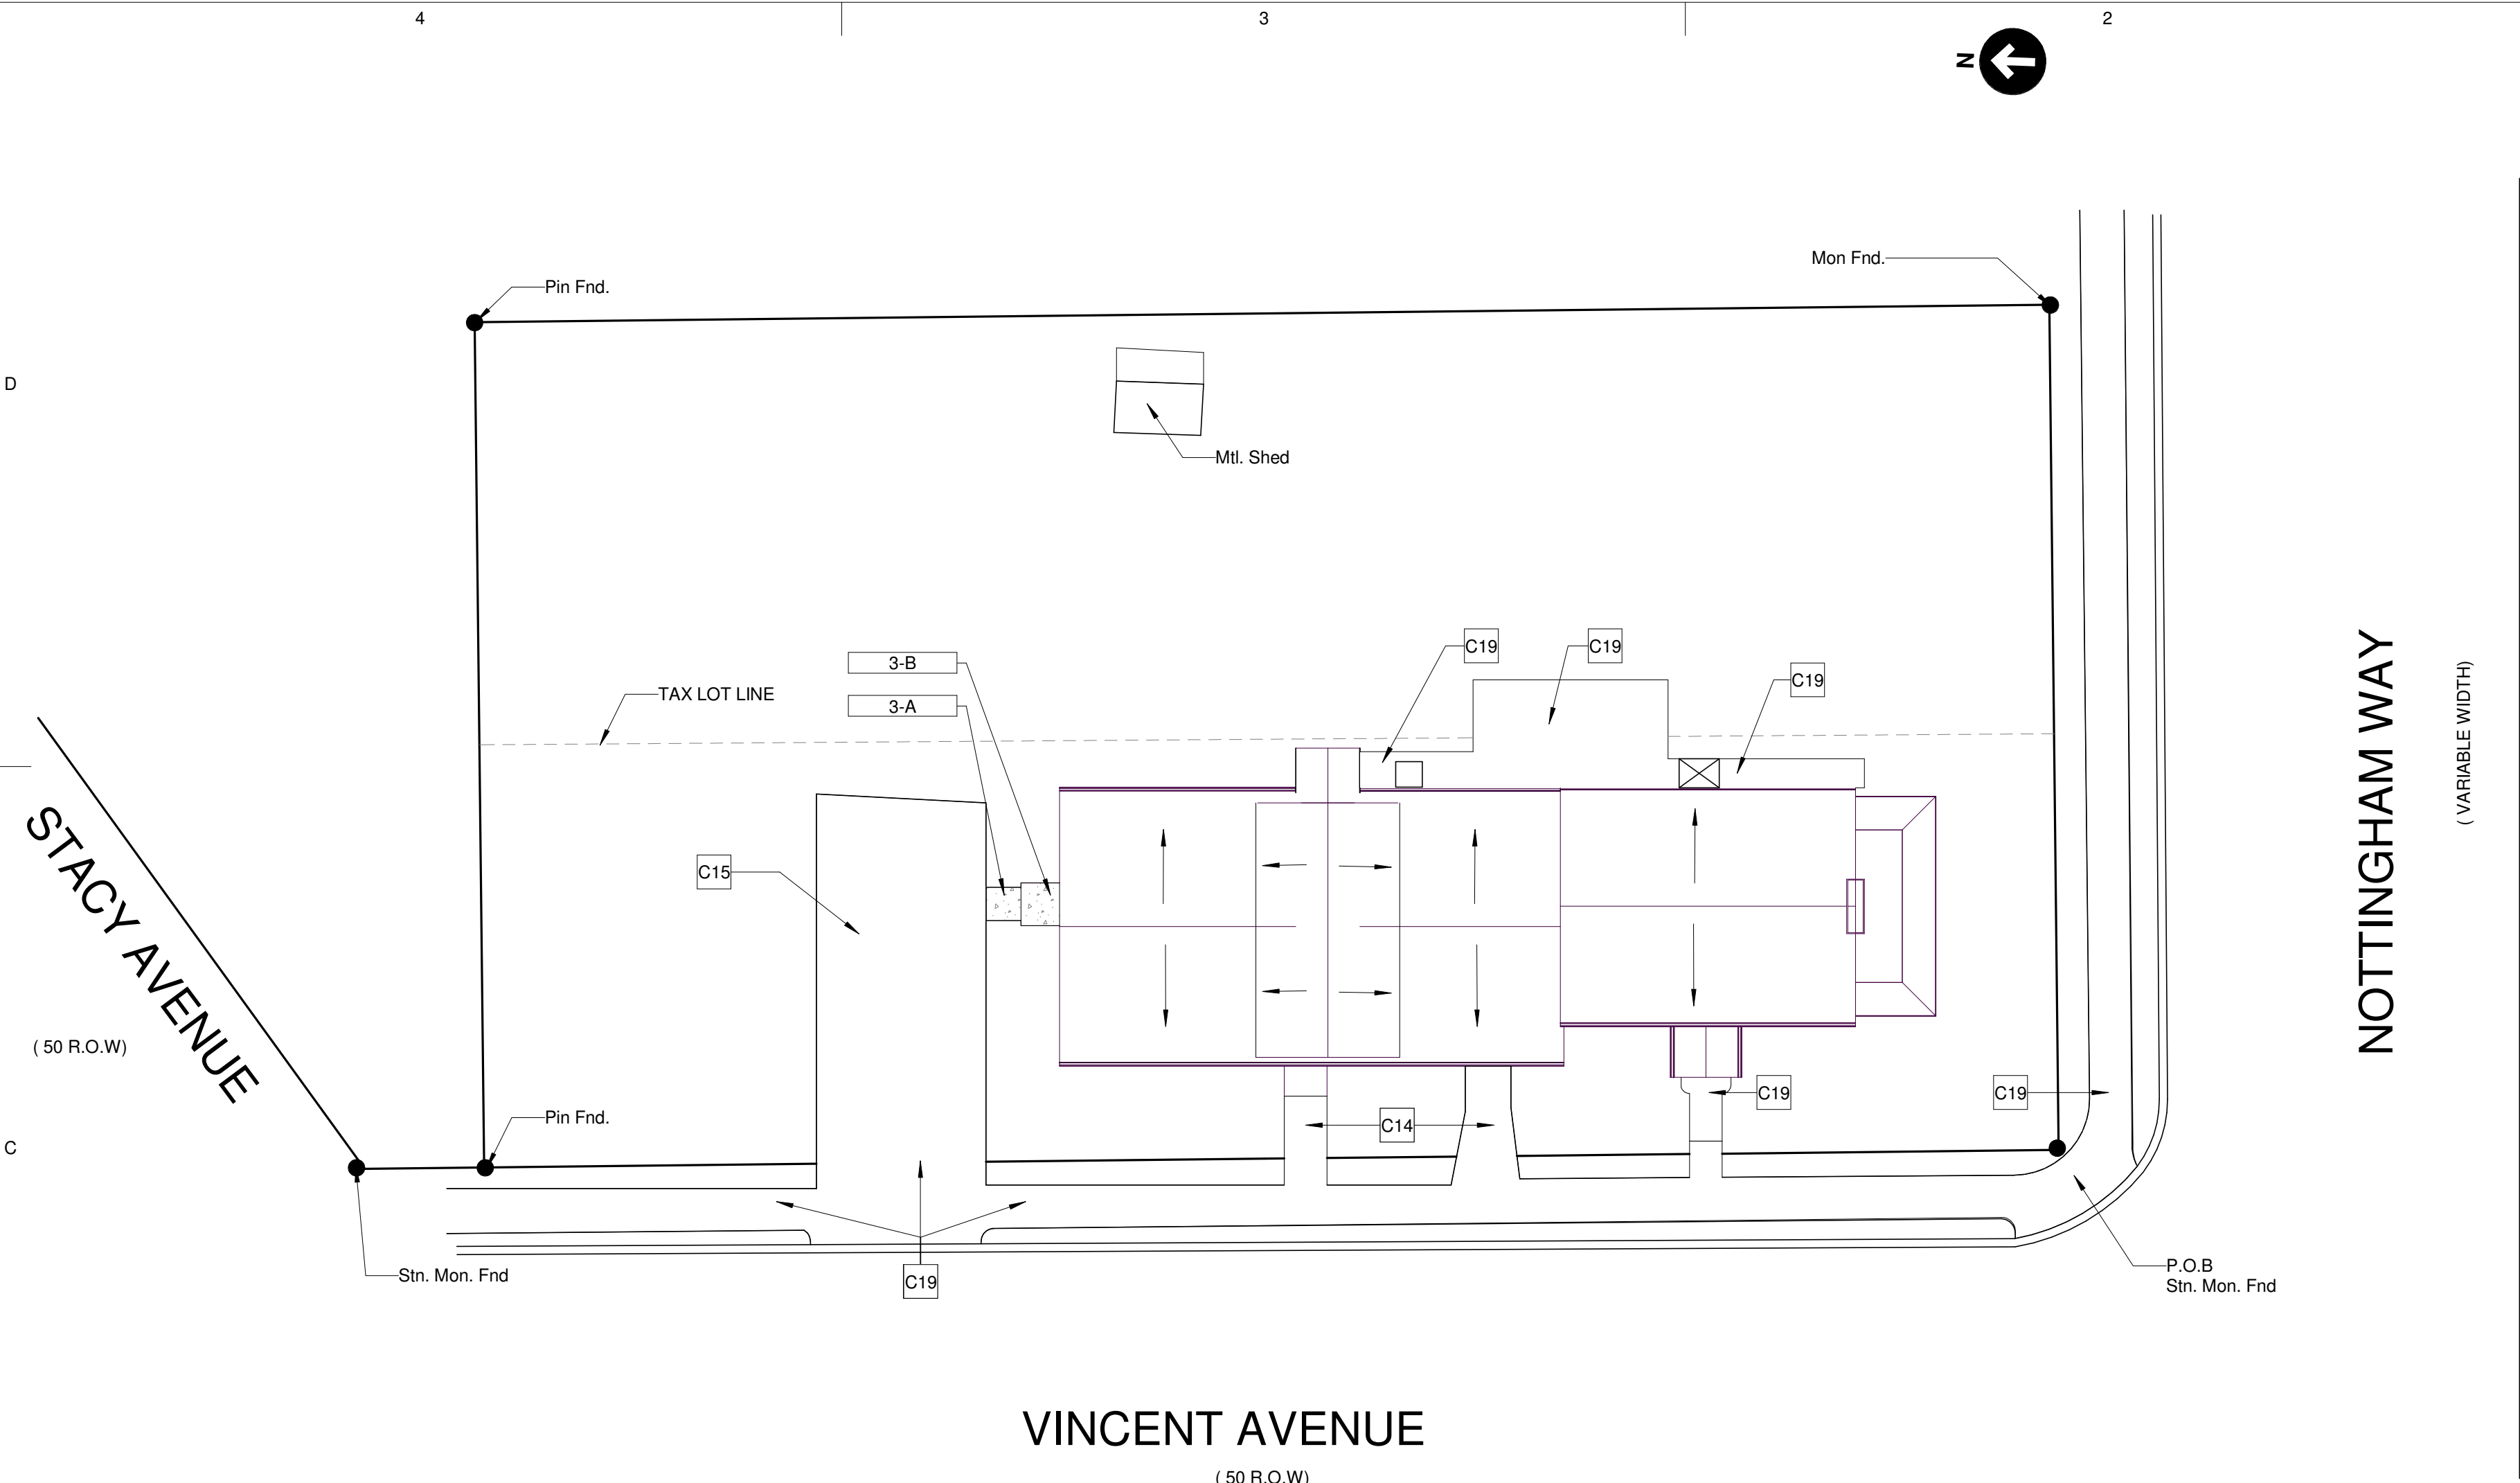 4
3
2
N
Mon Fnd.
Pin Fnd.
D
Mtl. Shed
C19
C19
C19
3-B
3-A
TAX LOT LINE
NOTTINGHAM WAY
( VARIABLE WIDTH)
STACY AVENUE
( 50 R.O.W)
C15
C19
C19
C14
Pin Fnd.
C
Stn. Mon. Fnd
C19
P.O.B
Stn. Mon. Fnd
VINCENT AVENUE
( 50 R.O.W)